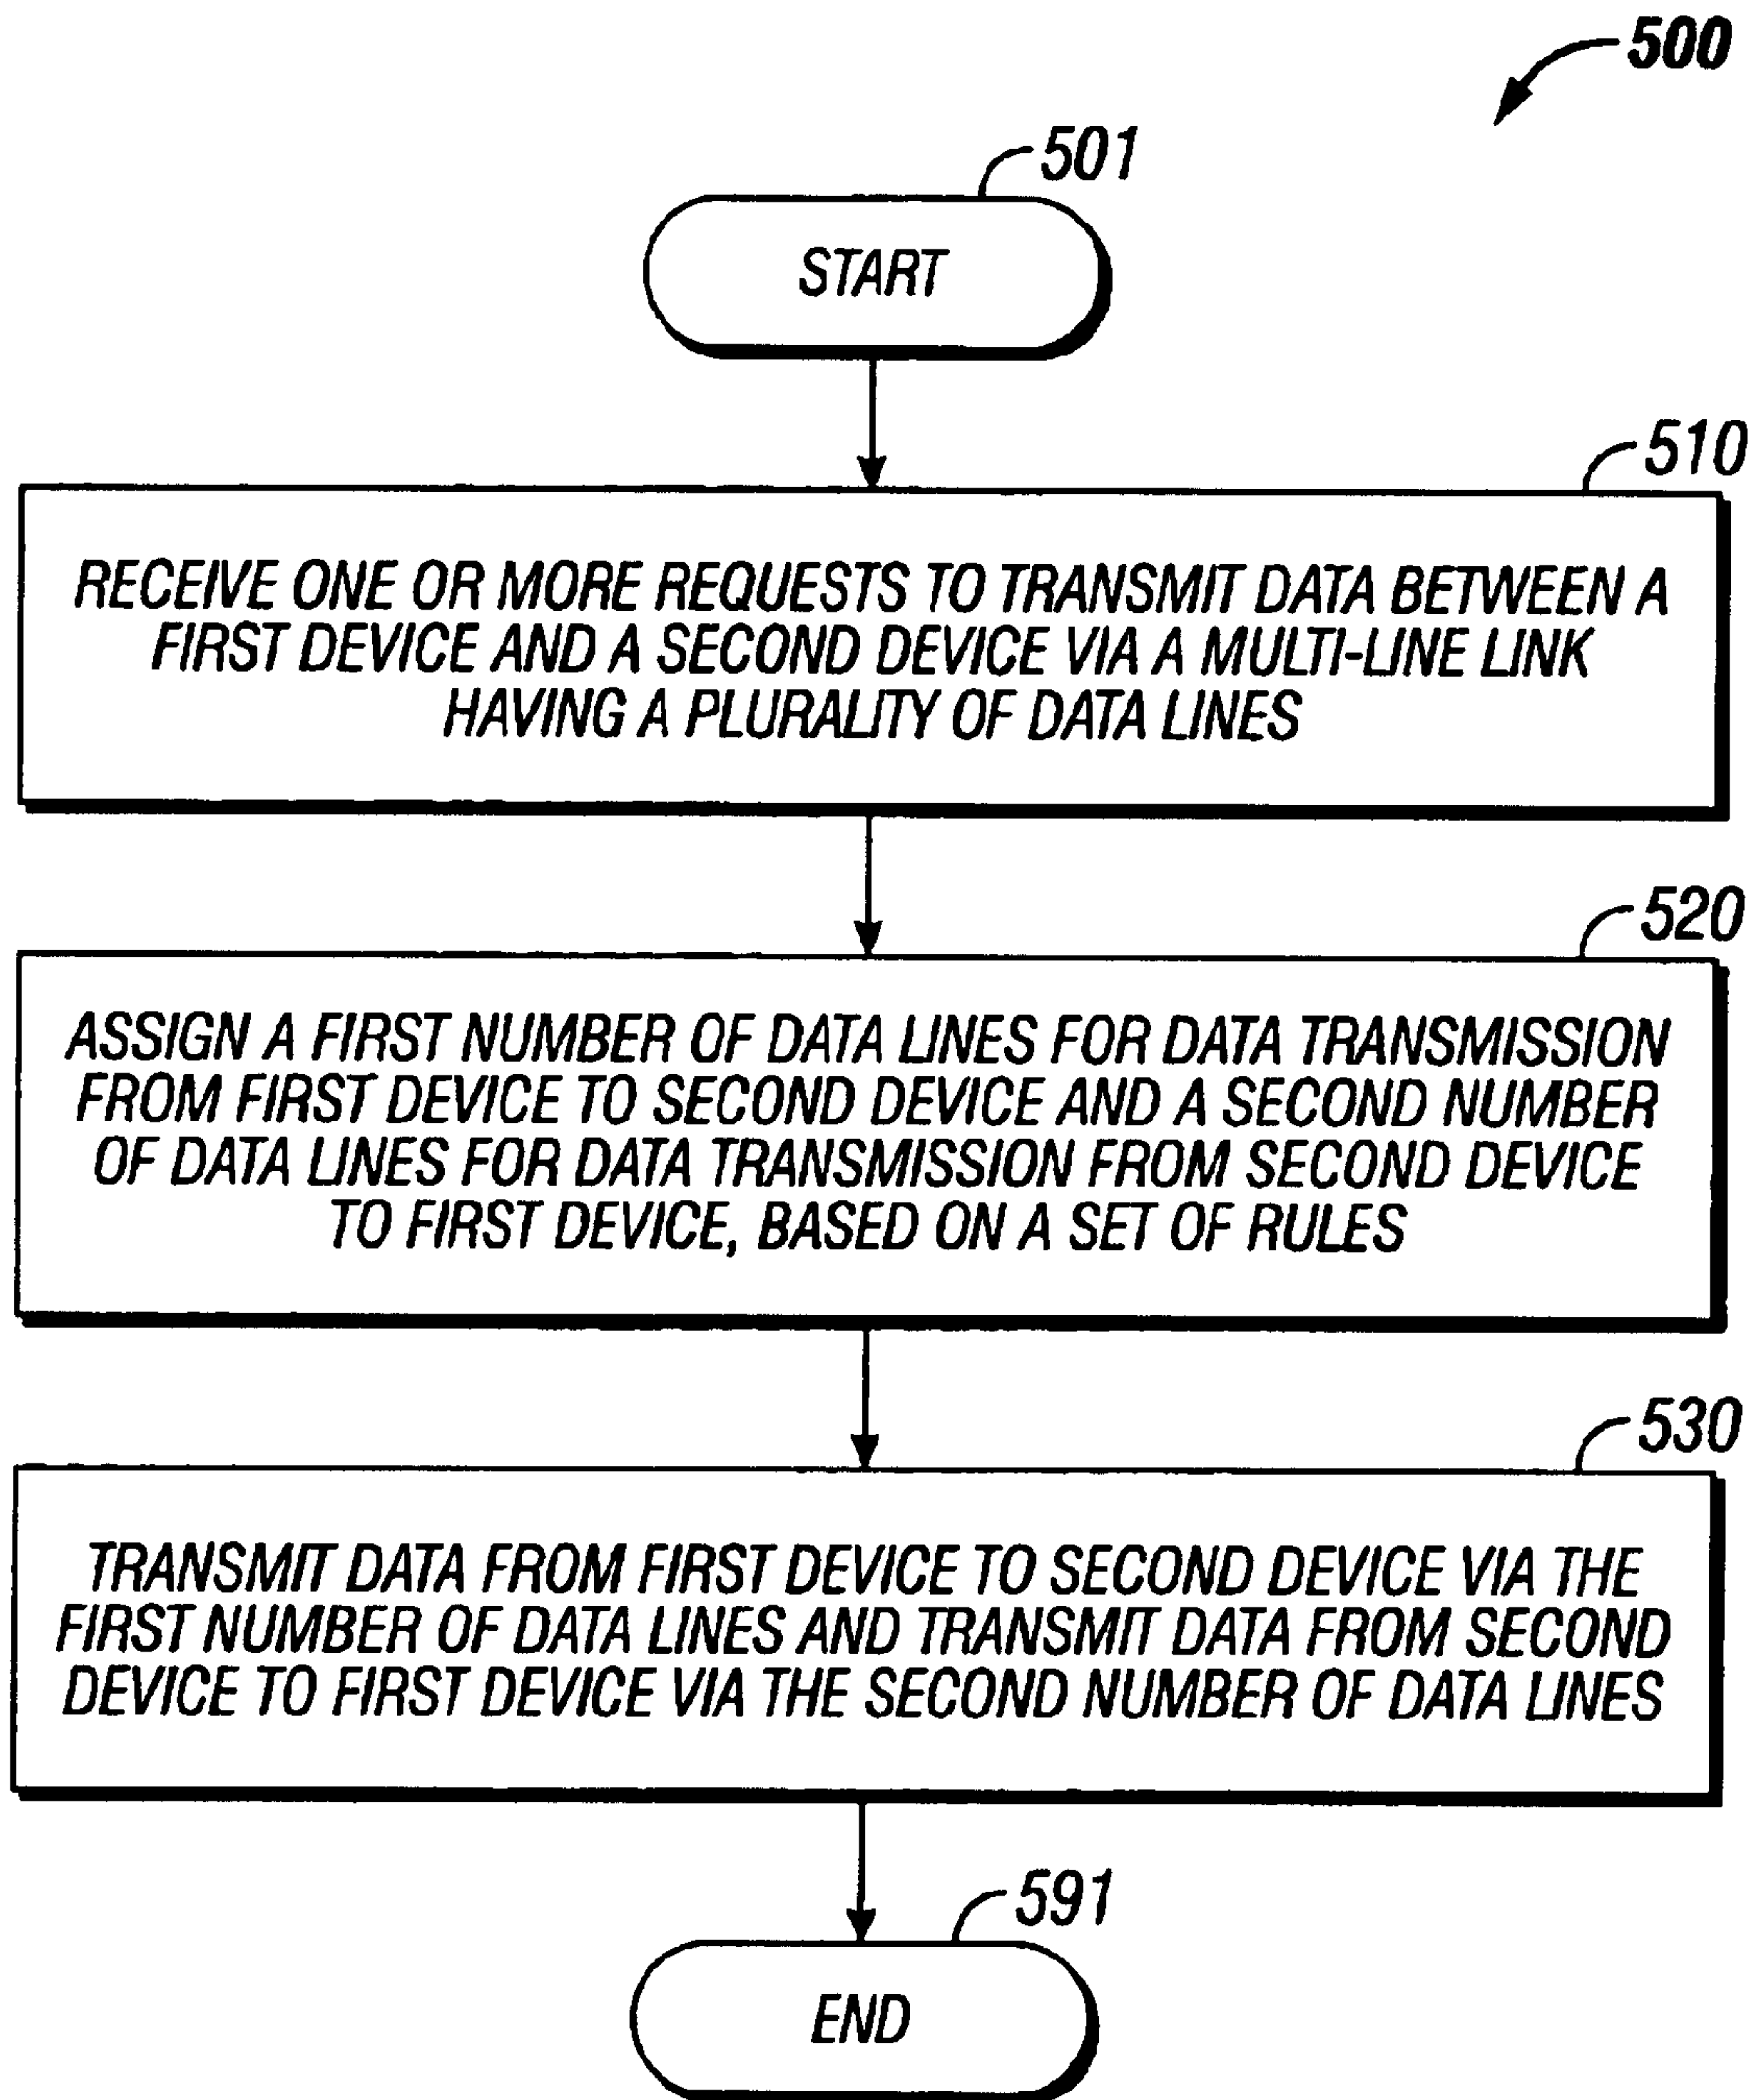 500
501
START
510
RECEIVE ONE OR MORE REQUESTS TO TRANSMIT DATA BETWEEN A
FIRST DEVICE AND A SECOND DEVICE VIA A MULTI-LINE LINK
HAVING A PLURALITY OF DATA LINES
520
ASSIGN A FIRST NUMBER OF DATA LINES FOR DATA TRANSMISSION
FROM FIRST DEVICE TO SECOND DEVICE AND A SECOND NUMBER
OF DATA LINES FOR DATA TRANSMISSION FROM SECOND DEVICE
TO FIRST DEVICE, BASED ON A SET OF RULES
530
TRANSMIT DATA FROM FIRST DEVICE TO SECOND DEVICE VIA THE
FIRST NUMBER OF DATA LINES AND TRANSMIT DATA FROM SECOND
DEVICE TO FIRST DEVICE VIA THE SECOND NUMBER OF DATA LINES
591
END